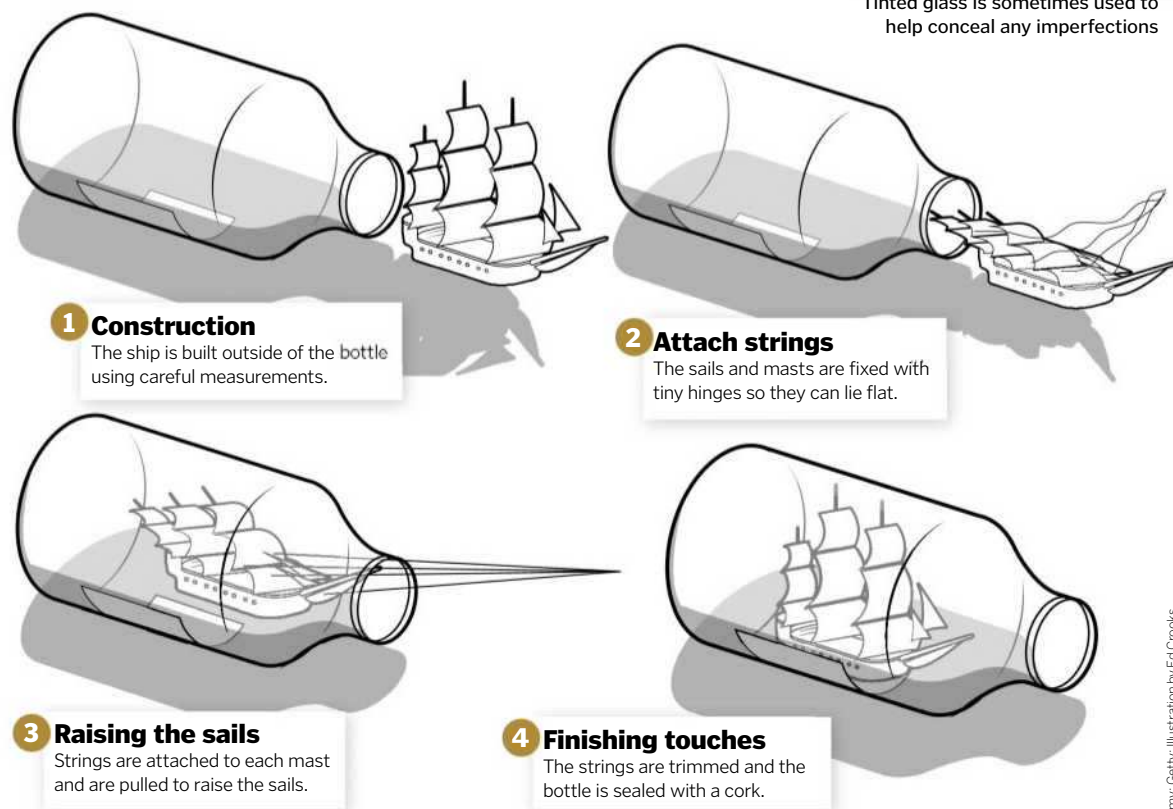 Tinted glass is sometimes used to
help conceal any imperfections
1 Construction
The ship is built outside of the bottle
using careful measurements.
2 Attach strings
The sails and masts are fixed with
tiny hinges so they can lie flat.
3 Raising the sails
Strings are attached to each mast
and are pulled to raise the sails.
4 Finishing touches
The strings are trimmed and the
bottle is sealed with a cork.
Getty; Illustration by Ed Crooks